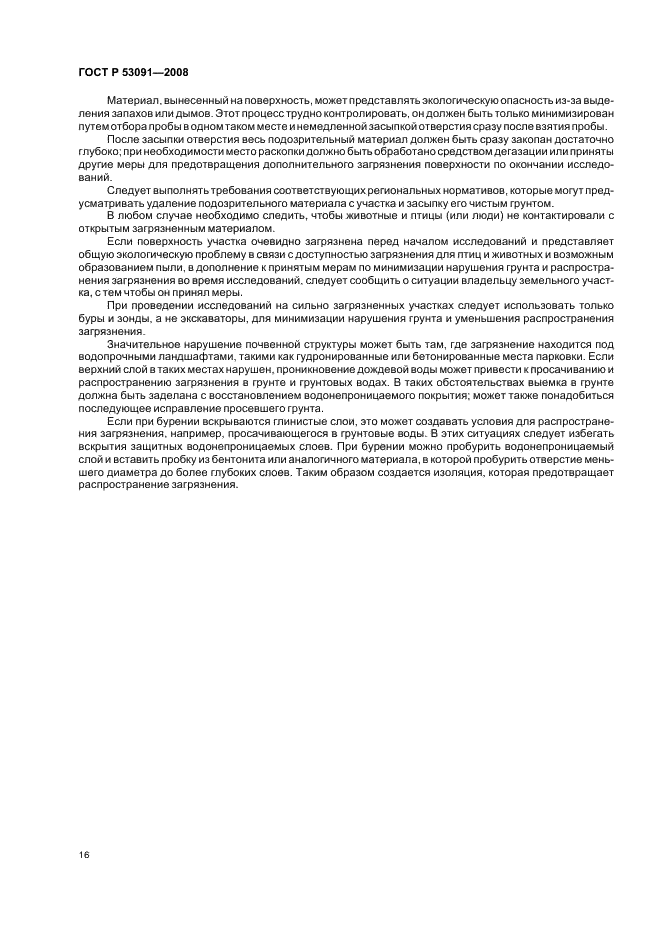 ГОСТ Р 53091—2008
Материал, вынесенный на поверхность, может представлять экологическую опасность из-за выде-
ления запахов или дымов. Этот процесс трудно контролировать, он должен быть только минимизирован
путем отбора пробы в одном таком месте и немедленной засыпкой отверстия сразу после взятия пробы.
После засыпки отверстия весь подозрительный материал должен быть сразу закопан достаточно
глубоко; при необходимости место раскопки должно быть обработано средством дегазации или приняты
другие меры для предотвращения дополнительного загрязнения поверхности по окончании исследо-
ваний.
Следует выполнять требования соответствующих региональных нормативов, которые могут пред-
усматривать удаление подозрительного материала с участка и засыпку его чистым грунтом.
В любом случае необходимо следить, чтобы животные и птицы (или люди) не контактировали с
открытым загрязненным материалом.
Если поверхность участка очевидно загрязнена перед началом исследований и представляет
общую экологическую проблему в связи с доступностью загрязнения для птиц и животных и возможным
образованием пыли, в дополнение к принятым мерам по минимизации нарушения грунта и распростра-
нения загрязнения во время исследований, следует сообщить о ситуации владельцу земельного участ-
ка, с тем чтобы он принял меры.
При проведении исследований на сильно загрязненных участках следует использовать только
буры и зонды, а не экскаваторы, для минимизации нарушения грунта и уменьшения распространения
загрязнения.
Значительное нарушение почвенной структуры может быть там, где загрязнение находится под
водопрочными ландшафтами, такими как гудронированные или бетонированные места парковки. Если
верхний слой в таких местах нарушен, проникновение дождевой воды может привести к просачиванию и
распространению загрязнения в грунте и грунтовых водах. В таких обстоятельствах выемка в грунте
должна быть заделана с восстановлением водонепроницаемого покрытия; может также понадобиться
последующее исправление просевшего грунта.
Если при бурении вскрываются глинистые слои, это может создавать условия для распростране-
ния загрязнения, например, просачивающегося в грунтовые воды. В этих ситуациях следует избегать
вскрытия защитных водонепроницаемых слоев. При бурении можно пробурить водонепроницаемый
слой и вставить пробку из бентонита или аналогичного материала, в которой пробурить отверстие мень-
шего диаметра до более глубоких слоев. Таким образом создается изоляция, которая предотвращает
распространение загрязнения.
16